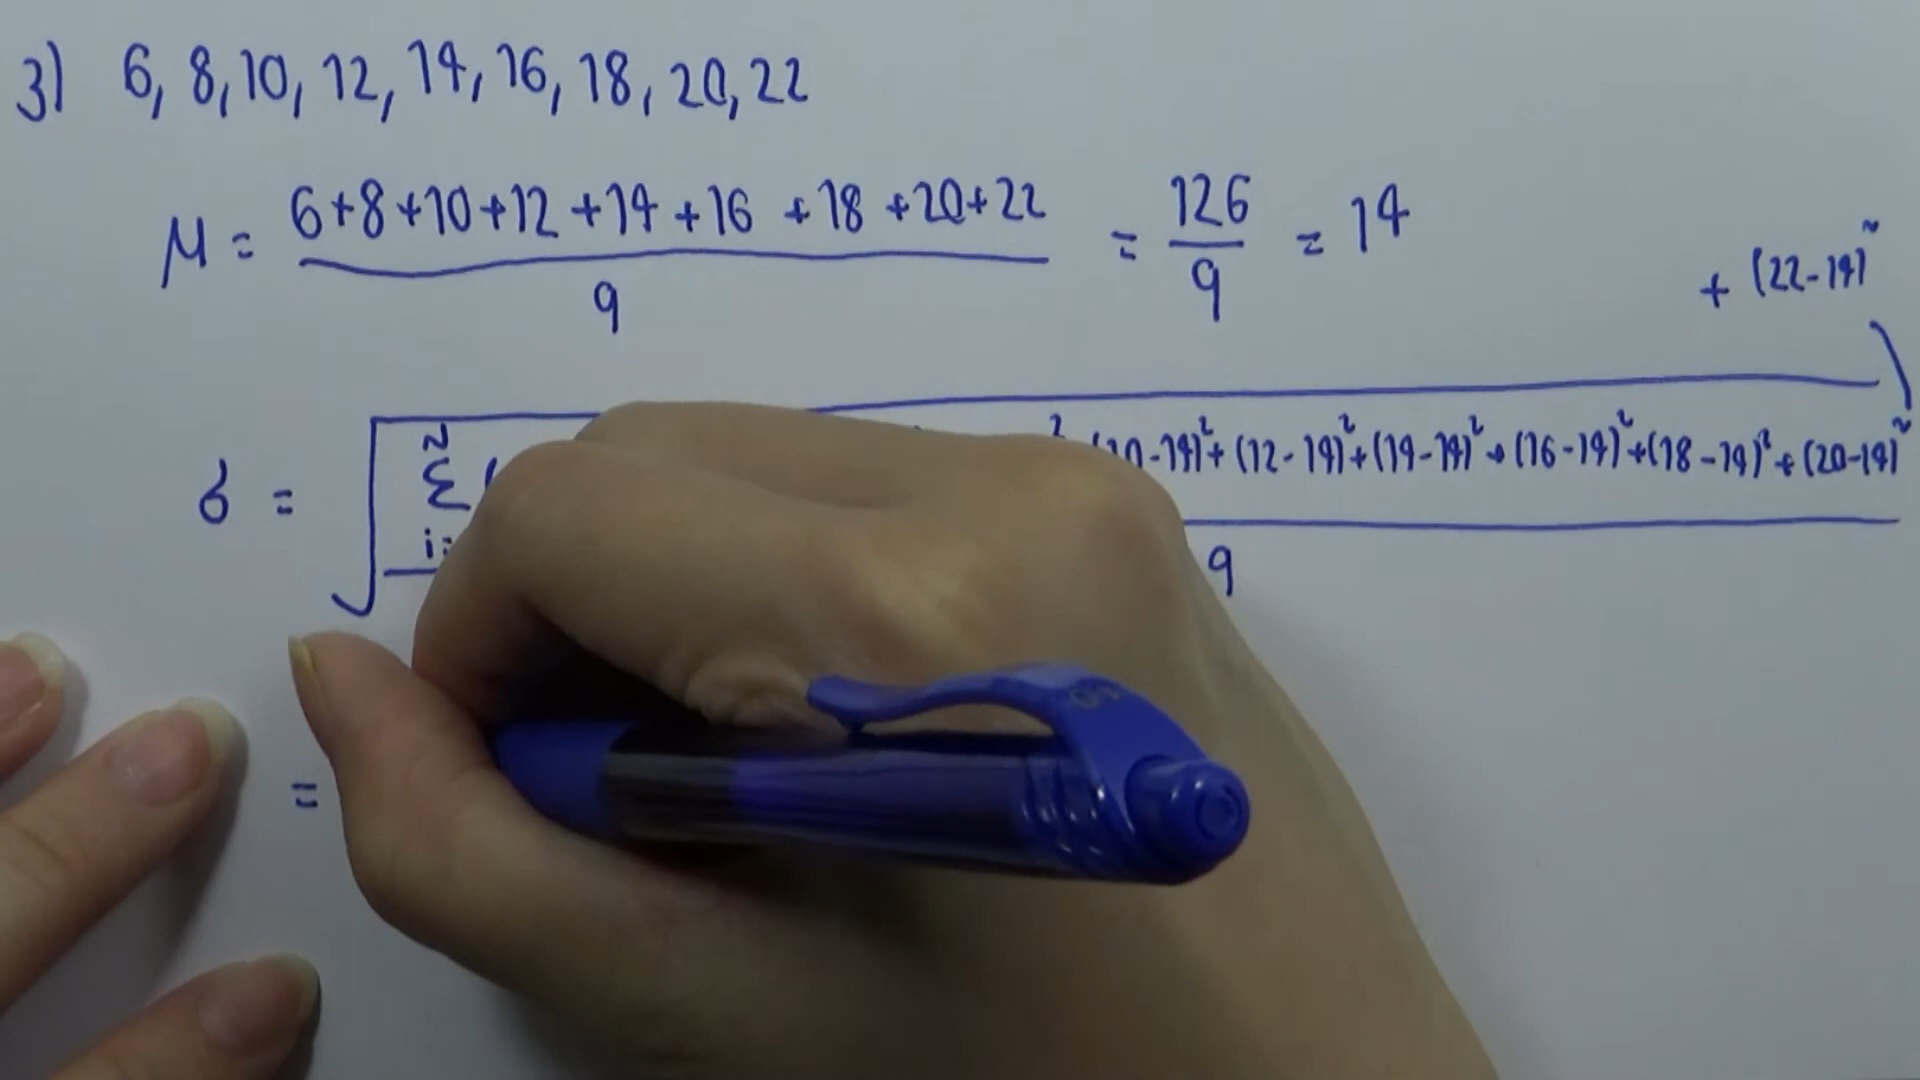 3) 6, 8, 10, 12, 14, 16, 18, 20, 22
μ = (6+8+10+12+14+16+18+20+22)/9 = 126/9 = 14
+ (22-14)²
σ = √ N Σ i= ( ² (10-14)²+(12-14)²+(14-14)²+(16-14)²+(18-14)²+(20-14)²
9
=